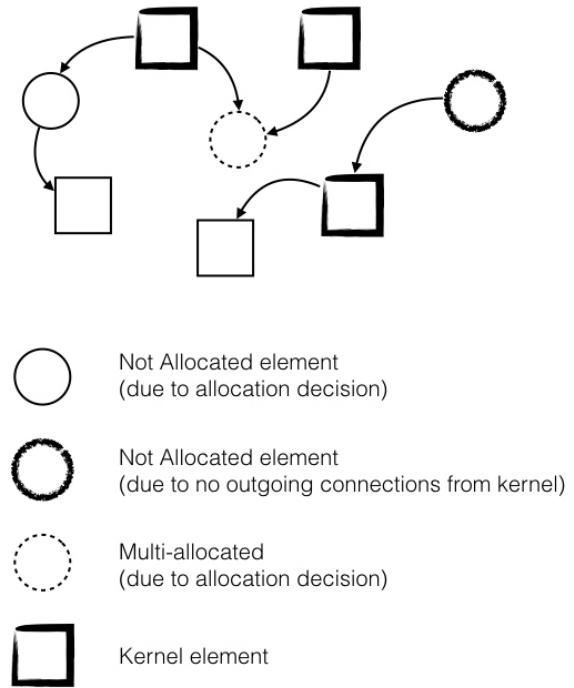 Not Allocated element
(due to allocation decision)
Not Allocated element
(due to no outgoing connections from kernel)
Multi-allocated
(due to allocation decision)
Kernel element